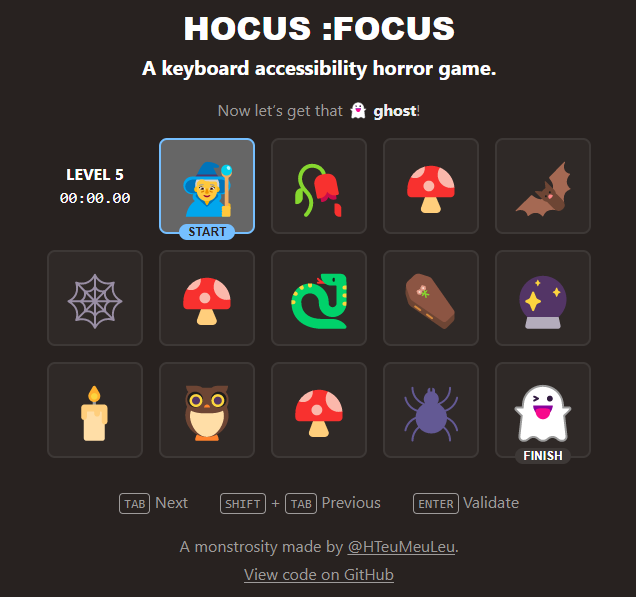 HOCUS :FOCUS
A keyboard accessibility horror game.
Now let's get that 👻 ghost!
LEVEL 5
00:00.00
START
FINISH
TAB Next SHIFT + TAB Previous ENTER Validate
A monstrosity made by @HTeuMeuLeu.
View code on GitHub